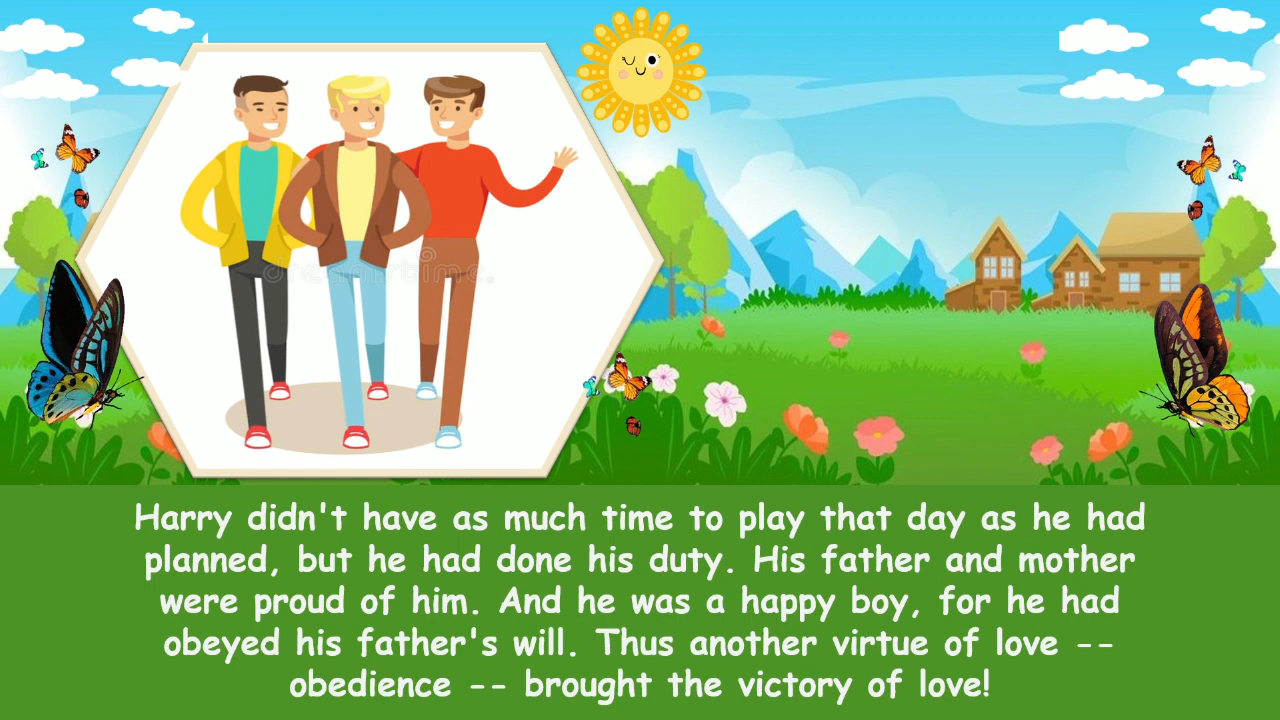 dreamstime.
Harry didn't have as much time to play that day as he had
planned, but he had done his duty. His father and mother
were proud of him. And he was a happy boy, for he had
obeyed his father's will. Thus another virtue of love --
obedience -- brought the victory of love!